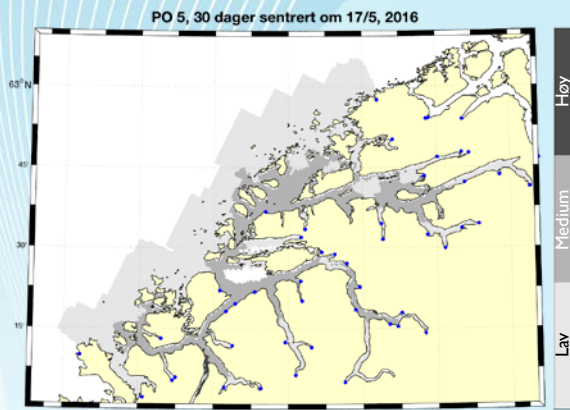 PO 5, 30 dager sentrert om 17/5, 2016
63°N
45'
30'
15'
Høy
Medium
Lav